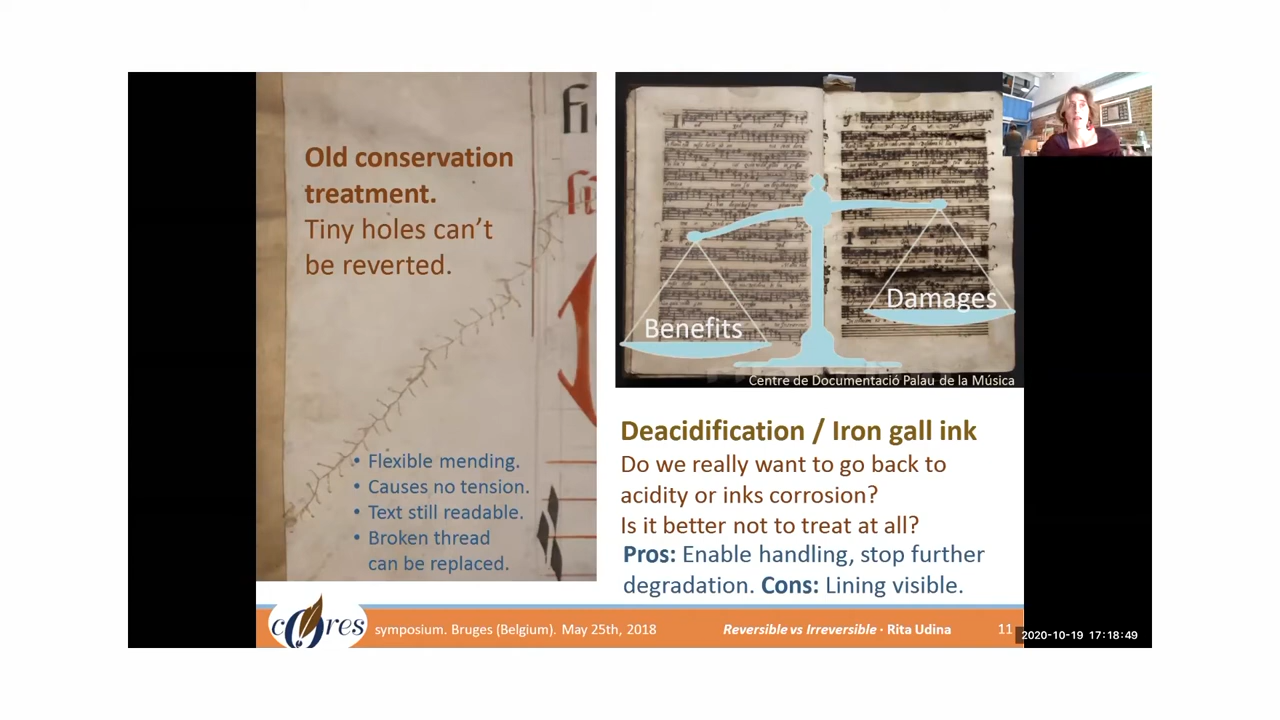 Old conservation
treatment.
Tiny holes can't
be reverted.
• Flexible mending.
• Causes no tension.
• Text still readable.
• Broken thread
can be replaced.
Benefits
Damages
Centre de Documentació Palau de la Música
Deacidification / Iron gall ink
Do we really want to go back to
acidity or inks corrosion?
Is it better not to treat at all?
Pros: Enable handling, stop further
degradation. Cons: Lining visible.
cores
symposium. Bruges (Belgium). May 25th, 2018
Reversible vs Irreversible · Rita Udina
11
2020-10-19 17:18:49